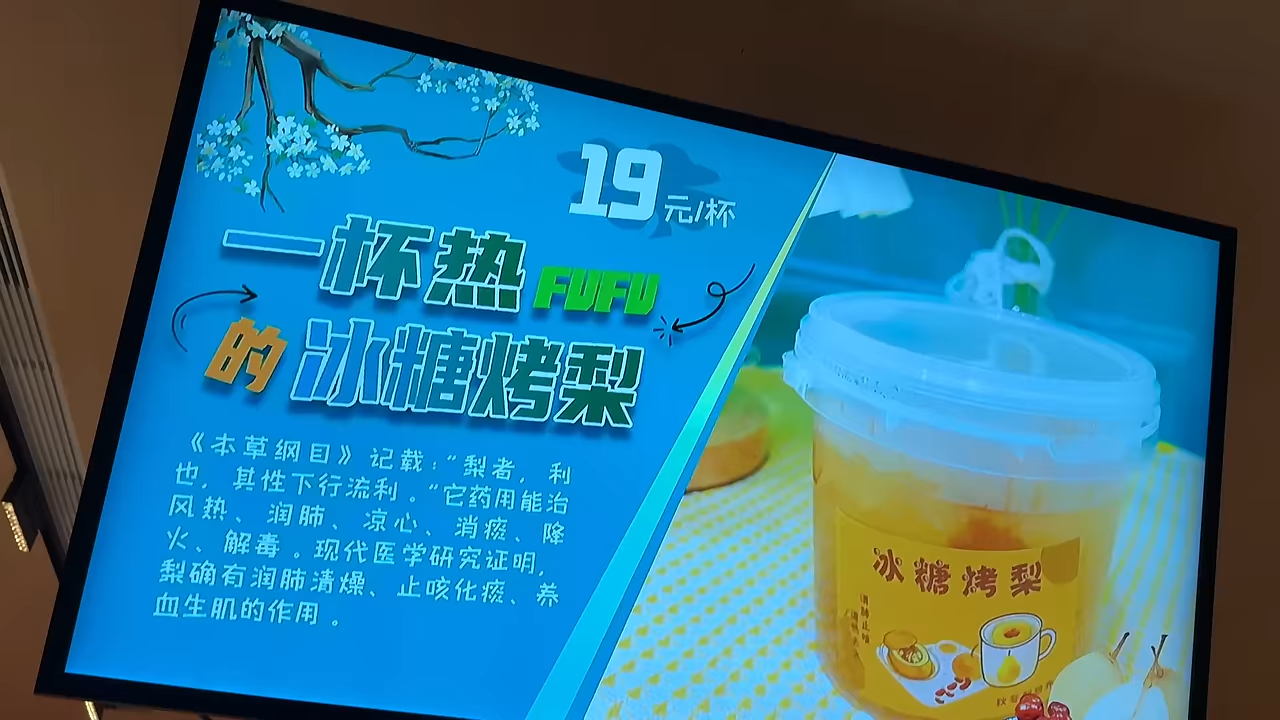 19元/杯
一杯热FUFU
的冰糖烤梨
《本草纲目》记载：“梨者，利
也，其性下行流利。”它药用能治
风热、润肺、凉心、消痰、降
火、解毒。现代医学研究证明，
梨确有润肺清燥、止咳化痰、养
血生肌的作用。
冰糖烤梨